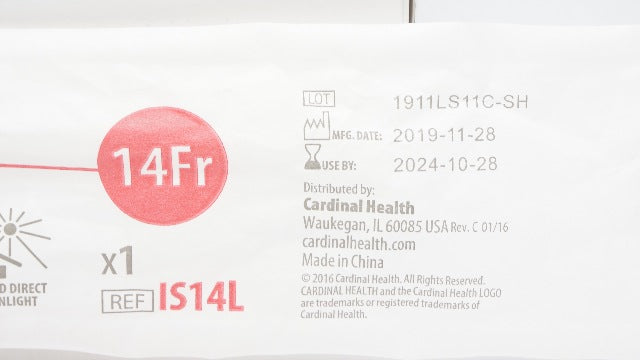 LOT 1911LS11C-SH
MFG. DATE: 2019-11-28
USE BY: 2024-10-28
14Fr
x1
REF IS14L
D DIRECT
NLIGHT
Distributed by:
Cardinal Health
Waukegan, IL 60085 USA Rev. C 01/16
cardinalhealth.com
Made in China
© 2016 Cardinal Health. All Rights Reserved.
CARDINAL HEALTH and the Cardinal Health LOGO
are trademarks or registered trademarks of
Cardinal Health.